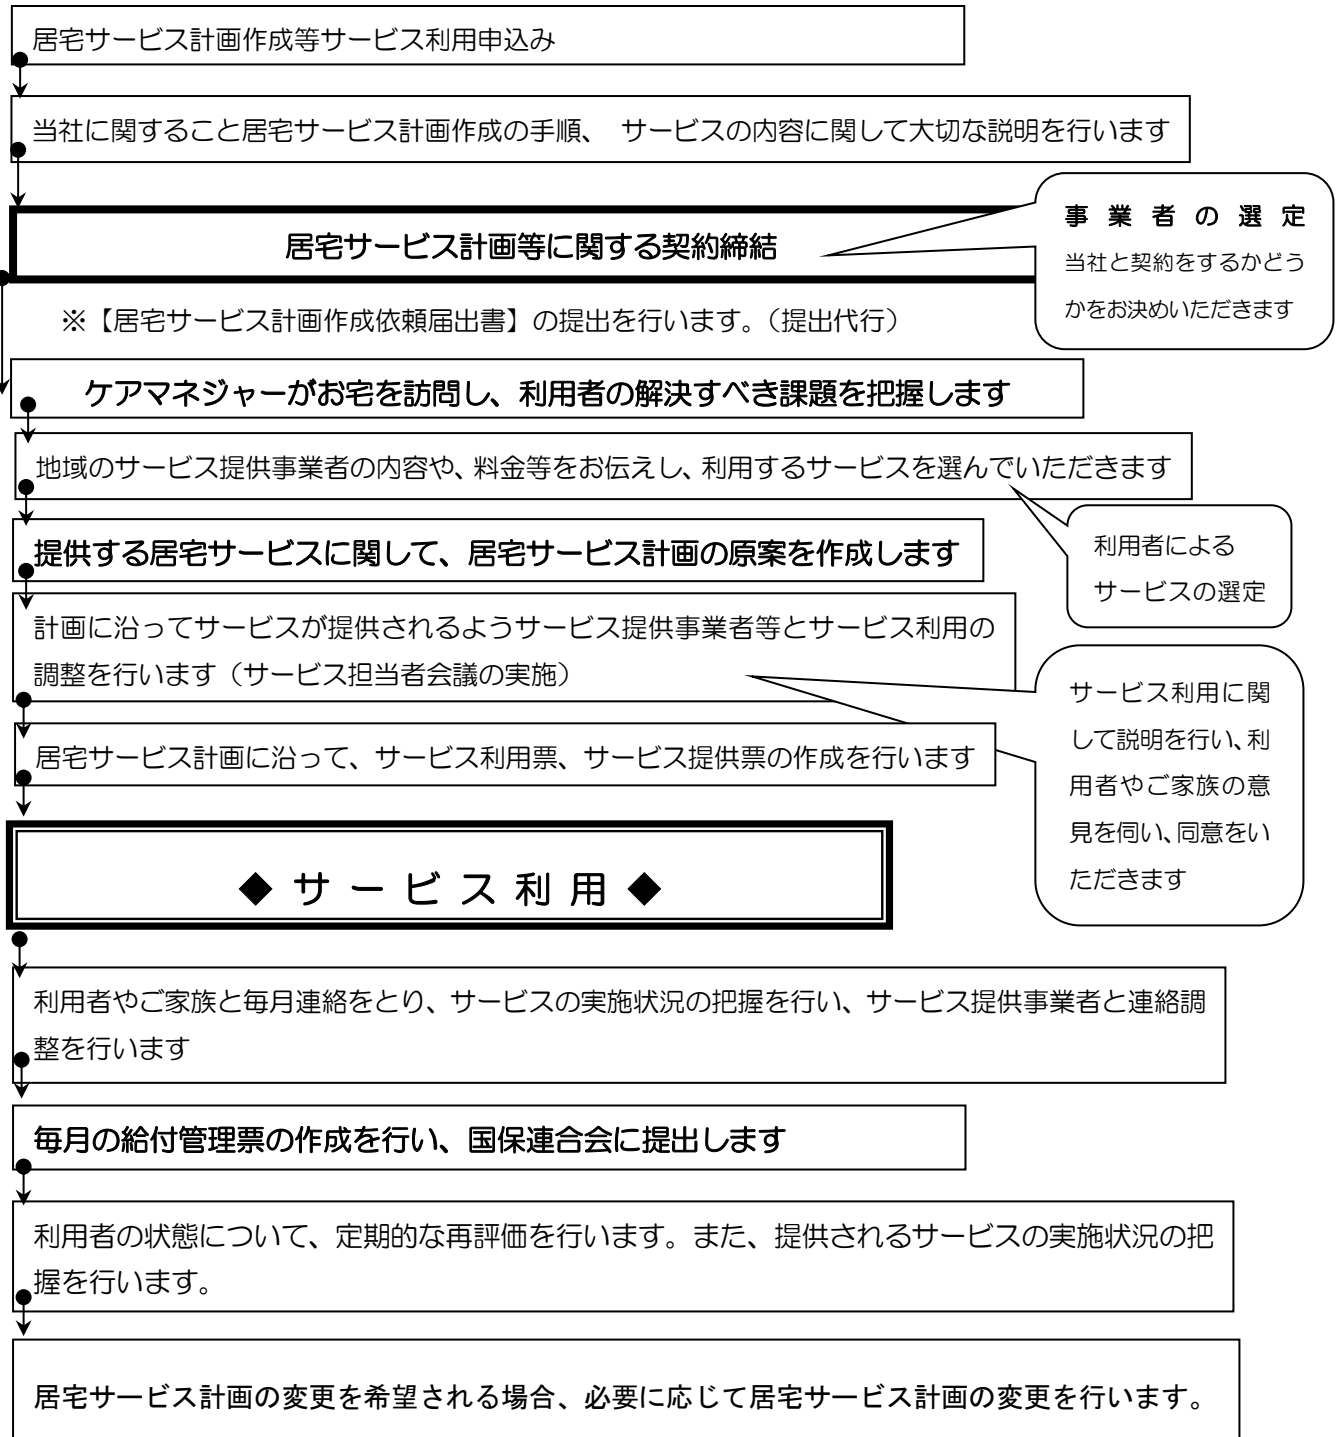 居宅サービス計画作成等サービス利用申込み
当社に関すること居宅サービス計画作成の手順、 サービスの内容に関して大切な説明を行います
居宅サービス計画等に関する契約締結
事業者の選定
当社と契約をするかどう
かをお決めいただきます
※【居宅サービス計画作成依頼届出書】の提出を行います。（提出代行）
ケアマネジャーがお宅を訪問し、利用者の解決すべき課題を把握します
地域のサービス提供事業者の内容や、料金等をお伝えし、利用するサービスを選んでいただきます
利用者による
サービスの選定
提供する居宅サービスに関して、居宅サービス計画の原案を作成します
計画に沿ってサービスが提供されるようサービス提供事業者等とサービス利用の
調整を行います（サービス担当者会議の実施）
サービス利用に関
して説明を行い、利
用者やご家族の意
見を伺い、同意をい
ただきます
居宅サービス計画に沿って、サービス利用票、サービス提供票の作成を行います
◆サービス利用◆
利用者やご家族と毎月連絡をとり、サービスの実施状況の把握を行い、サービス提供事業者と連絡調
整を行います
毎月の給付管理票の作成を行い、国保連合会に提出します
利用者の状態について、定期的な再評価を行います。また、提供されるサービスの実施状況の把
握を行います。
居宅サービス計画の変更を希望される場合、必要に応じて居宅サービス計画の変更を行います。